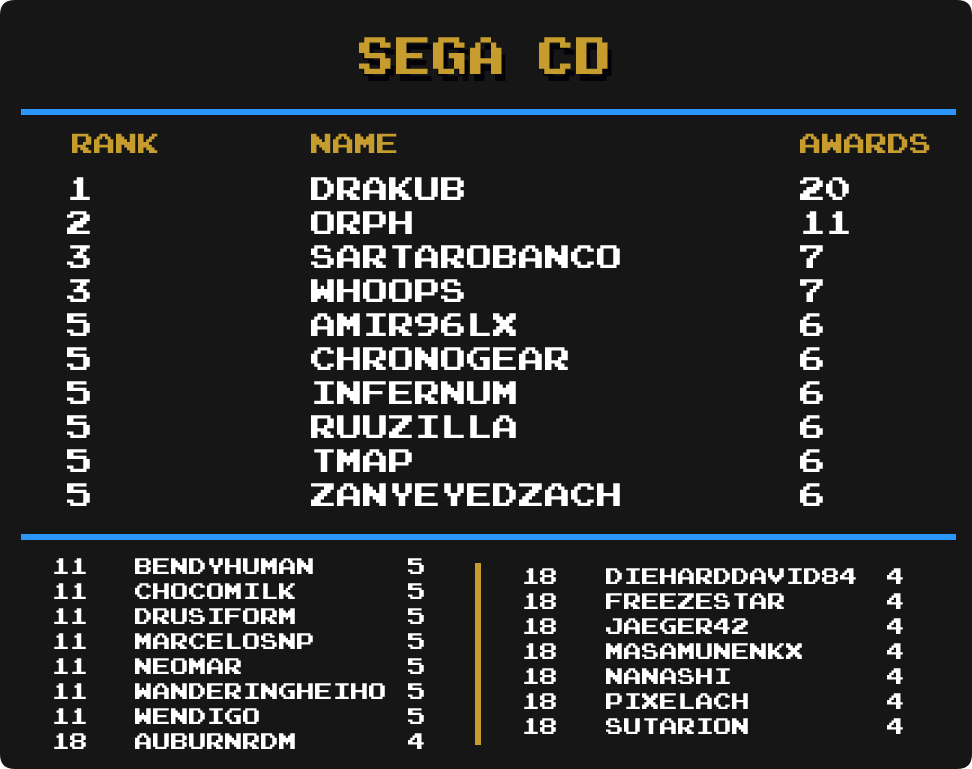 SEGA CD
RANK NAME AWARDS
1 DRAKUB 20
2 ORPH 11
3 SARTAROBANCO 7
3 WHOOPS 7
5 AMIR96LX 6
5 CHRONOGEAR 6
5 INFERNUM 6
5 RUUZILLA 6
5 TMAP 6
5 ZANYEYEDZACH 6
11 BENDYHUMAN 5
11 CHOCOMILK 5
11 DRUSIFORM 5
11 MARCELOSNP 5
11 NEOMAR 5
11 WANDERINGHEIHO 5
11 WENDIGO 5
18 AUBURNRDM 4
18 DIEHARDDAVID84 4
18 FREEZESTAR 4
18 JAEGER42 4
18 MASAMUNENKX 4
18 NANASHI 4
18 PIXELACH 4
18 SUTARION 4